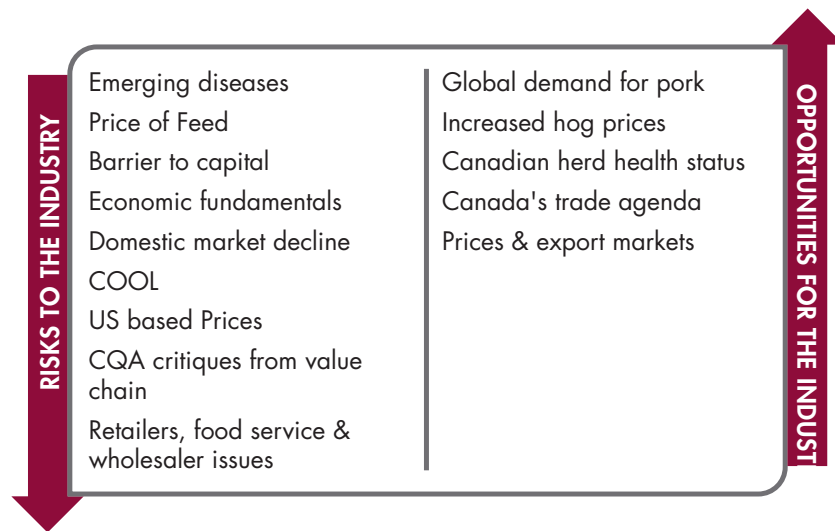 RISKS TO THE INDUSTRY
Emerging diseases
Price of Feed
Barrier to capital
Economic fundamentals
Domestic market decline
COOL
US based Prices
CQA critiques from value
chain
Retailers, food service &
wholesaler issues
Global demand for pork
Increased hog prices
Canadian herd health status
Canada's trade agenda
Prices & export markets
OPPORTUNITIES FOR THE INDUST